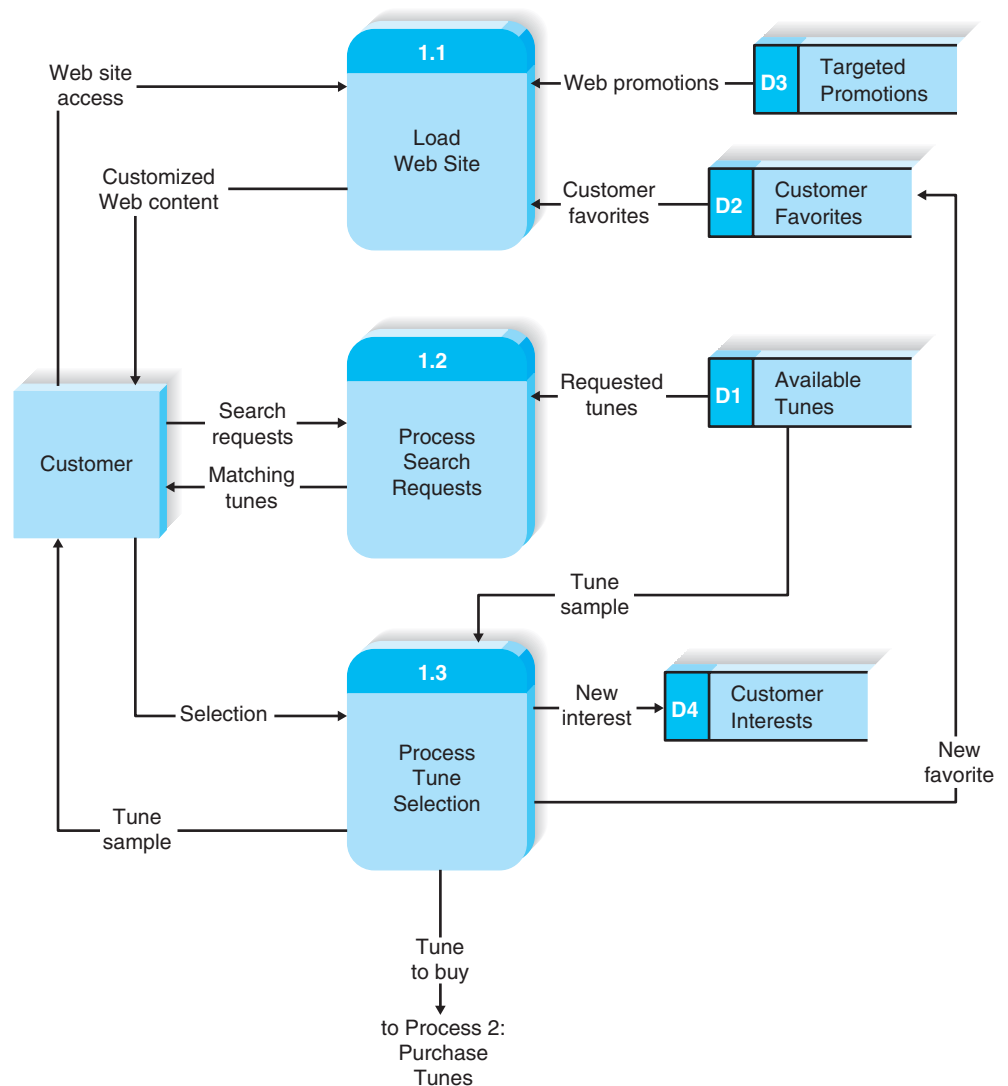 1.1
Load
Web Site
Web site
access
Web promotions
D3
Targeted
Promotions
Customized
Web content
Customer
favorites
D2
Customer
Favorites
1.2
Process
Search
Requests
Requested
tunes
D1
Available
Tunes
Customer
Search
requests
Matching
tunes
Tune
sample
1.3
Process
Tune
Selection
Selection
New
interest
D4
Customer
Interests
New
favorite
Tune
sample
Tune
to buy
to Process 2:
Purchase
Tunes